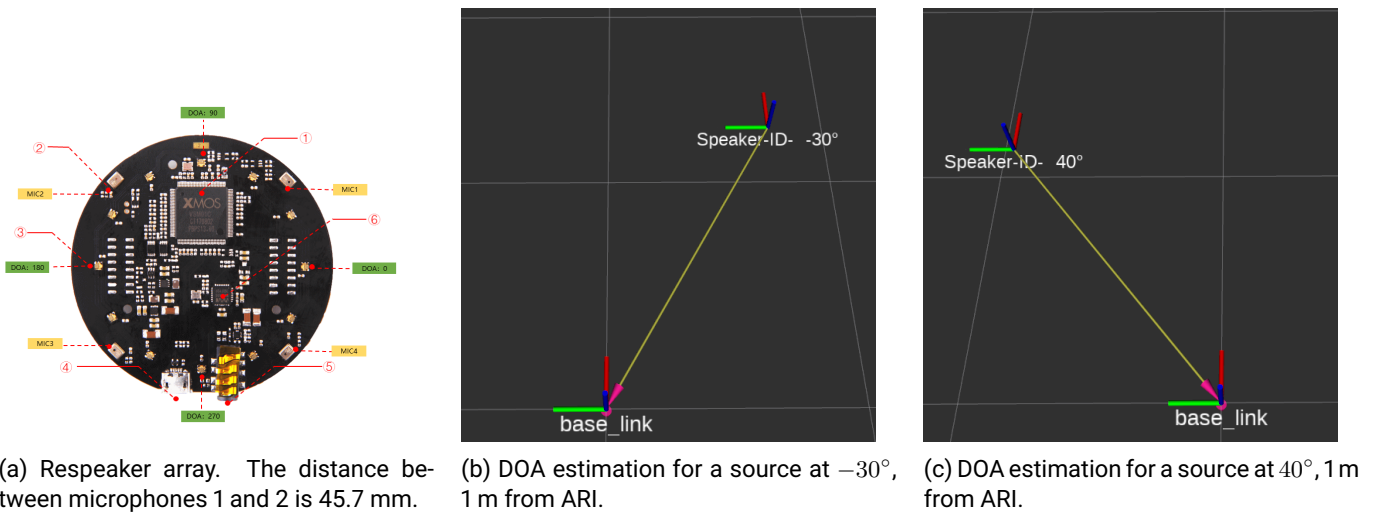 DOA: 90
①
②
MIC2
MIC1
XMOS
⑥
③
DOA: 180
DOA: 0
MIC3
MIC4
④
⑤
DOA: 270
(a) Respeaker array. The distance be-
tween microphones 1 and 2 is 45.7 mm.
Speaker-ID- -30°
base_link
(b) DOA estimation for a source at −30°,
1 m from ARI.
Speaker-ID- 40°
base_link
(c) DOA estimation for a source at 40°, 1 m
from ARI.